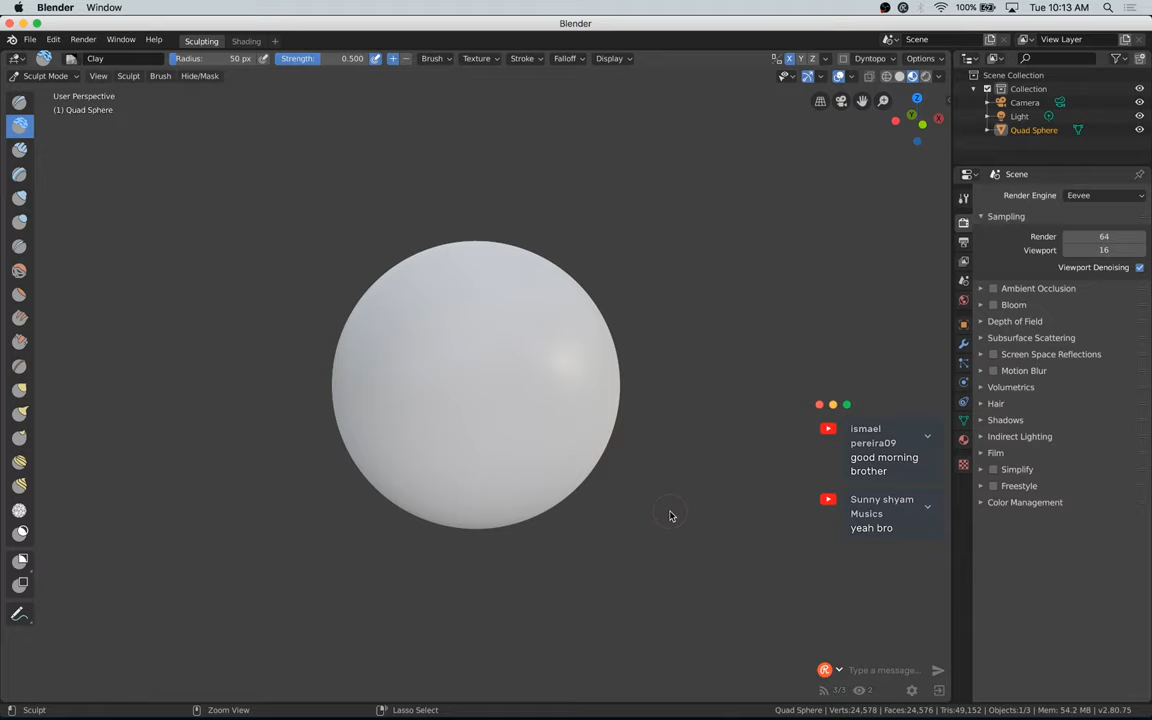 Blender Window 100% Tue 10:13 AM
Blender
File Edit Render Window Help Sculpting Shading + Scene View Layer
Clay Radius: 50 px Strength: 0.500 Brush Texture Stroke Falloff Display X Y Z Dyntopo Options
Sculpt Mode View Sculpt Brush Hide/Mask
User Perspective
(1) Quad Sphere
Z
Y
X
Scene Collection
Collection
Camera
Light
Quad Sphere
Scene
Render Engine Eevee
Sampling
Render 64
Viewport 16
Viewport Denoising
Ambient Occlusion
Bloom
Depth of Field
Subsurface Scattering
Screen Space Reflections
Motion Blur
Volumetrics
Hair
Shadows
Indirect Lighting
Film
Simplify
Freestyle
Color Management
ismael
pereira09
good morning
brother
Sunny shyam
Musics
yeah bro
Type a message...
3/3 2
Sculpt Zoom View Lasso Select Quad Sphere | Verts:24,578 | Faces:24,576 | Tris:49,152 | Objects:1/3 | Mem: 54.2 MB | v2.80.75